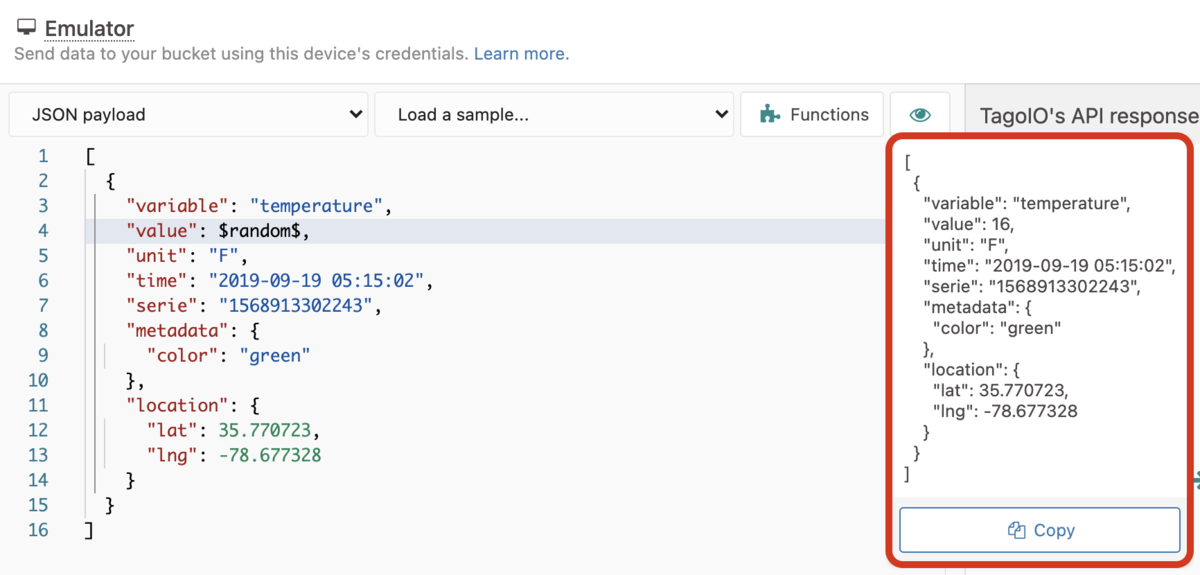 Emulator
Send data to your bucket using this device's credentials. Learn more.
JSON payload
Load a sample...
Functions
TagoIO's API response
1 [
2 {
3 "variable": "temperature",
4 "value": $random$,
5 "unit": "F",
6 "time": "2019-09-19 05:15:02",
7 "serie": "1568913302243",
8 "metadata": {
9 "color": "green"
10 },
11 "location": {
12 "lat": 35.770723,
13 "lng": -78.677328
14 }
15 }
16 ]
[
{
"variable": "temperature",
"value": 16,
"unit": "F",
"time": "2019-09-19 05:15:02",
"serie": "1568913302243",
"metadata": {
"color": "green"
},
"location": {
"lat": 35.770723,
"lng": -78.677328
}
}
]
Copy